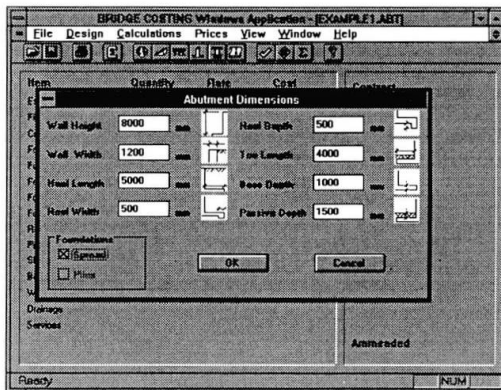 BRIDGE COSTING Windows Application - [EXAMPLE1.ABT]
File Design Calculations Prices View Window Help
Item Quantity Rate Cost Contract
Abutment Dimensions
Wall Height 8000 mm Heel Depth 500 mm
Wall Width 1200 mm Toe Length 4000 mm
Heel Length 5000 mm Base Depth 1000 mm
Heel Width 500 mm Passive Depth 1500 mm
Foundations
Spread
Piles
OK Cancel
Drainage
Services
Ammended
Ready NUM